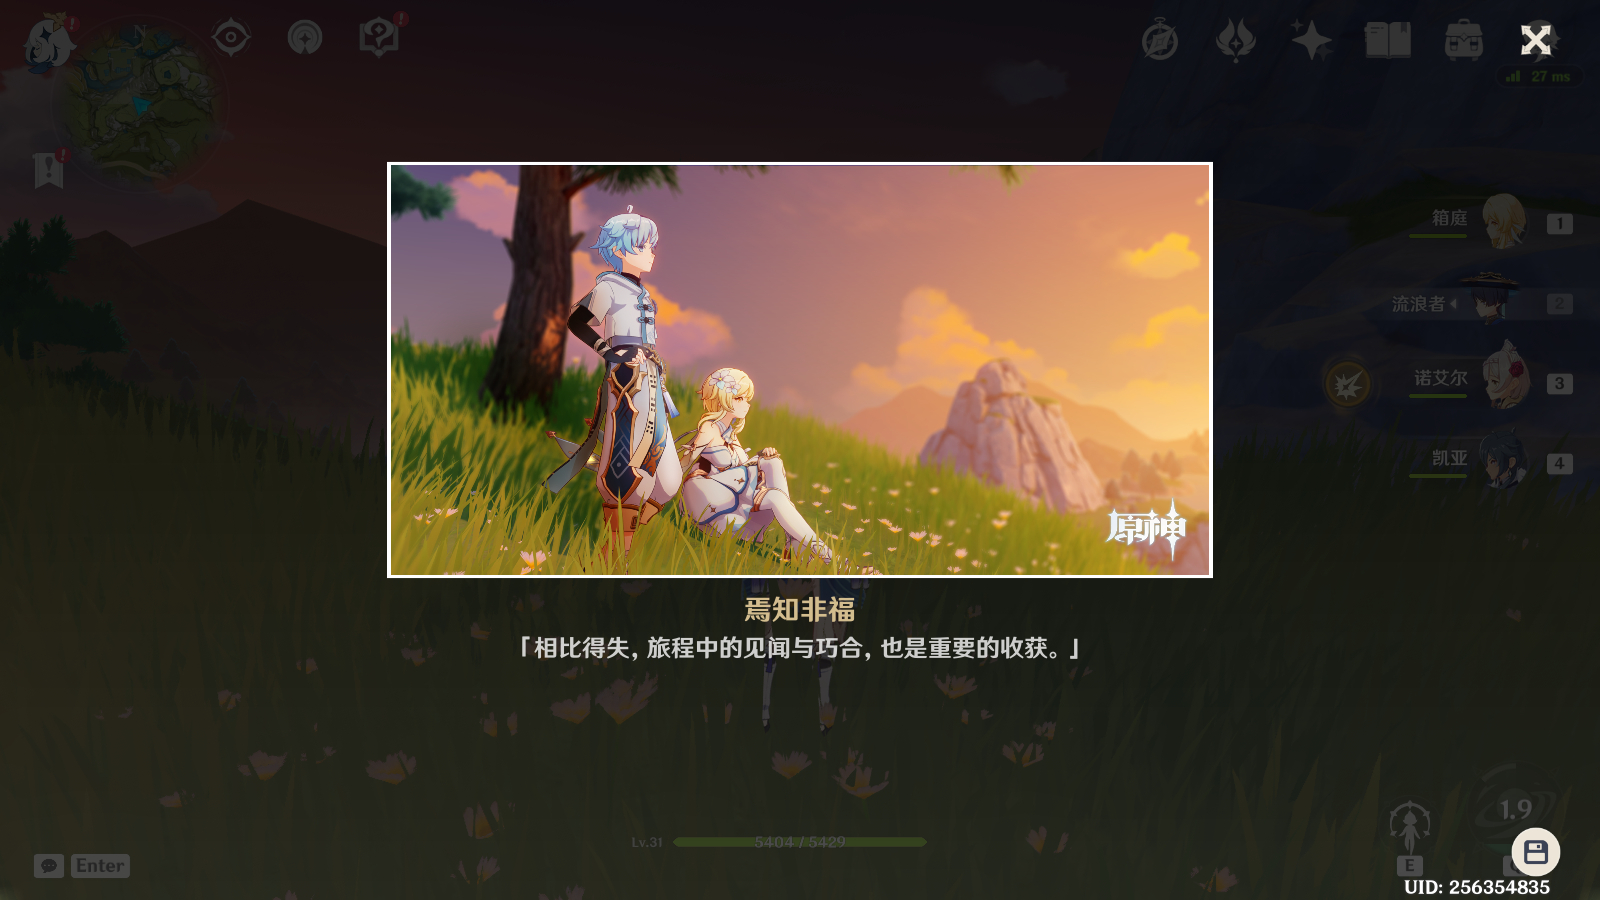 N
27 ms
箱庭
1
流浪者
2
诺艾尔
3
凯亚
4
原神
焉知非福
「相比得失，旅程中的见闻与巧合，也是重要的收获。」
Lv.31
5404 / 5429
1.9
E
Enter
UID: 256354835